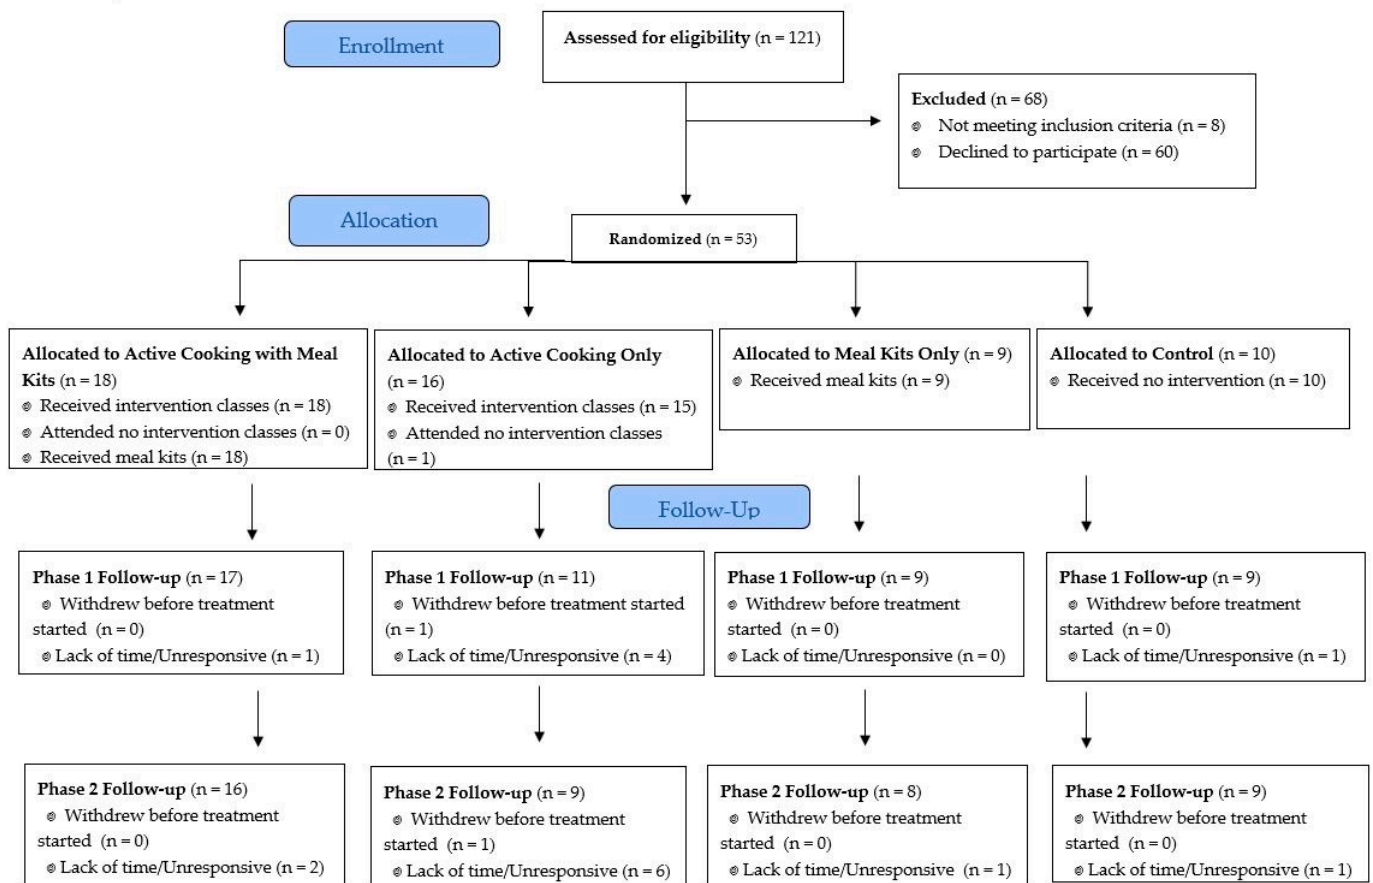 Enrollment
Assessed for eligibility (n = 121)
Excluded (n = 68)
Not meeting inclusion criteria (n = 8)
Declined to participate (n = 60)
Allocation
Randomized (n = 53)
Allocated to Active Cooking with Meal
Kits (n = 18)
Received intervention classes (n = 18)
Attended no intervention classes (n = 0)
Received meal kits (n = 18)
Allocated to Active Cooking Only
(n = 16)
Received intervention classes (n = 15)
Attended no intervention classes
(n = 1)
Allocated to Meal Kits Only (n = 9)
Received meal kits (n = 9)
Allocated to Control (n = 10)
Received no intervention (n = 10)
Follow-Up
Phase 1 Follow-up (n = 17)
Withdrew before treatment
started (n = 0)
Lack of time/Unresponsive (n = 1)
Phase 1 Follow-up (n = 11)
Withdrew before treatment started
(n = 1)
Lack of time/Unresponsive (n = 4)
Phase 1 Follow-up (n = 9)
Withdrew before treatment
started (n = 0)
Lack of time/Unresponsive (n = 0)
Phase 1 Follow-up (n = 9)
Withdrew before treatment
started (n = 0)
Lack of time/Unresponsive (n = 1)
Phase 2 Follow-up (n = 16)
Withdrew before treatment
started (n = 0)
Lack of time/Unresponsive (n = 2)
Phase 2 Follow-up (n = 9)
Withdrew before treatment
started (n = 1)
Lack of time/Unresponsive (n = 6)
Phase 2 Follow-up (n = 8)
Withdrew before treatment
started (n = 0)
Lack of time/Unresponsive (n = 1)
Phase 2 Follow-up (n = 9)
Withdrew before treatment
started (n = 0)
Lack of time/Unresponsive (n = 1)